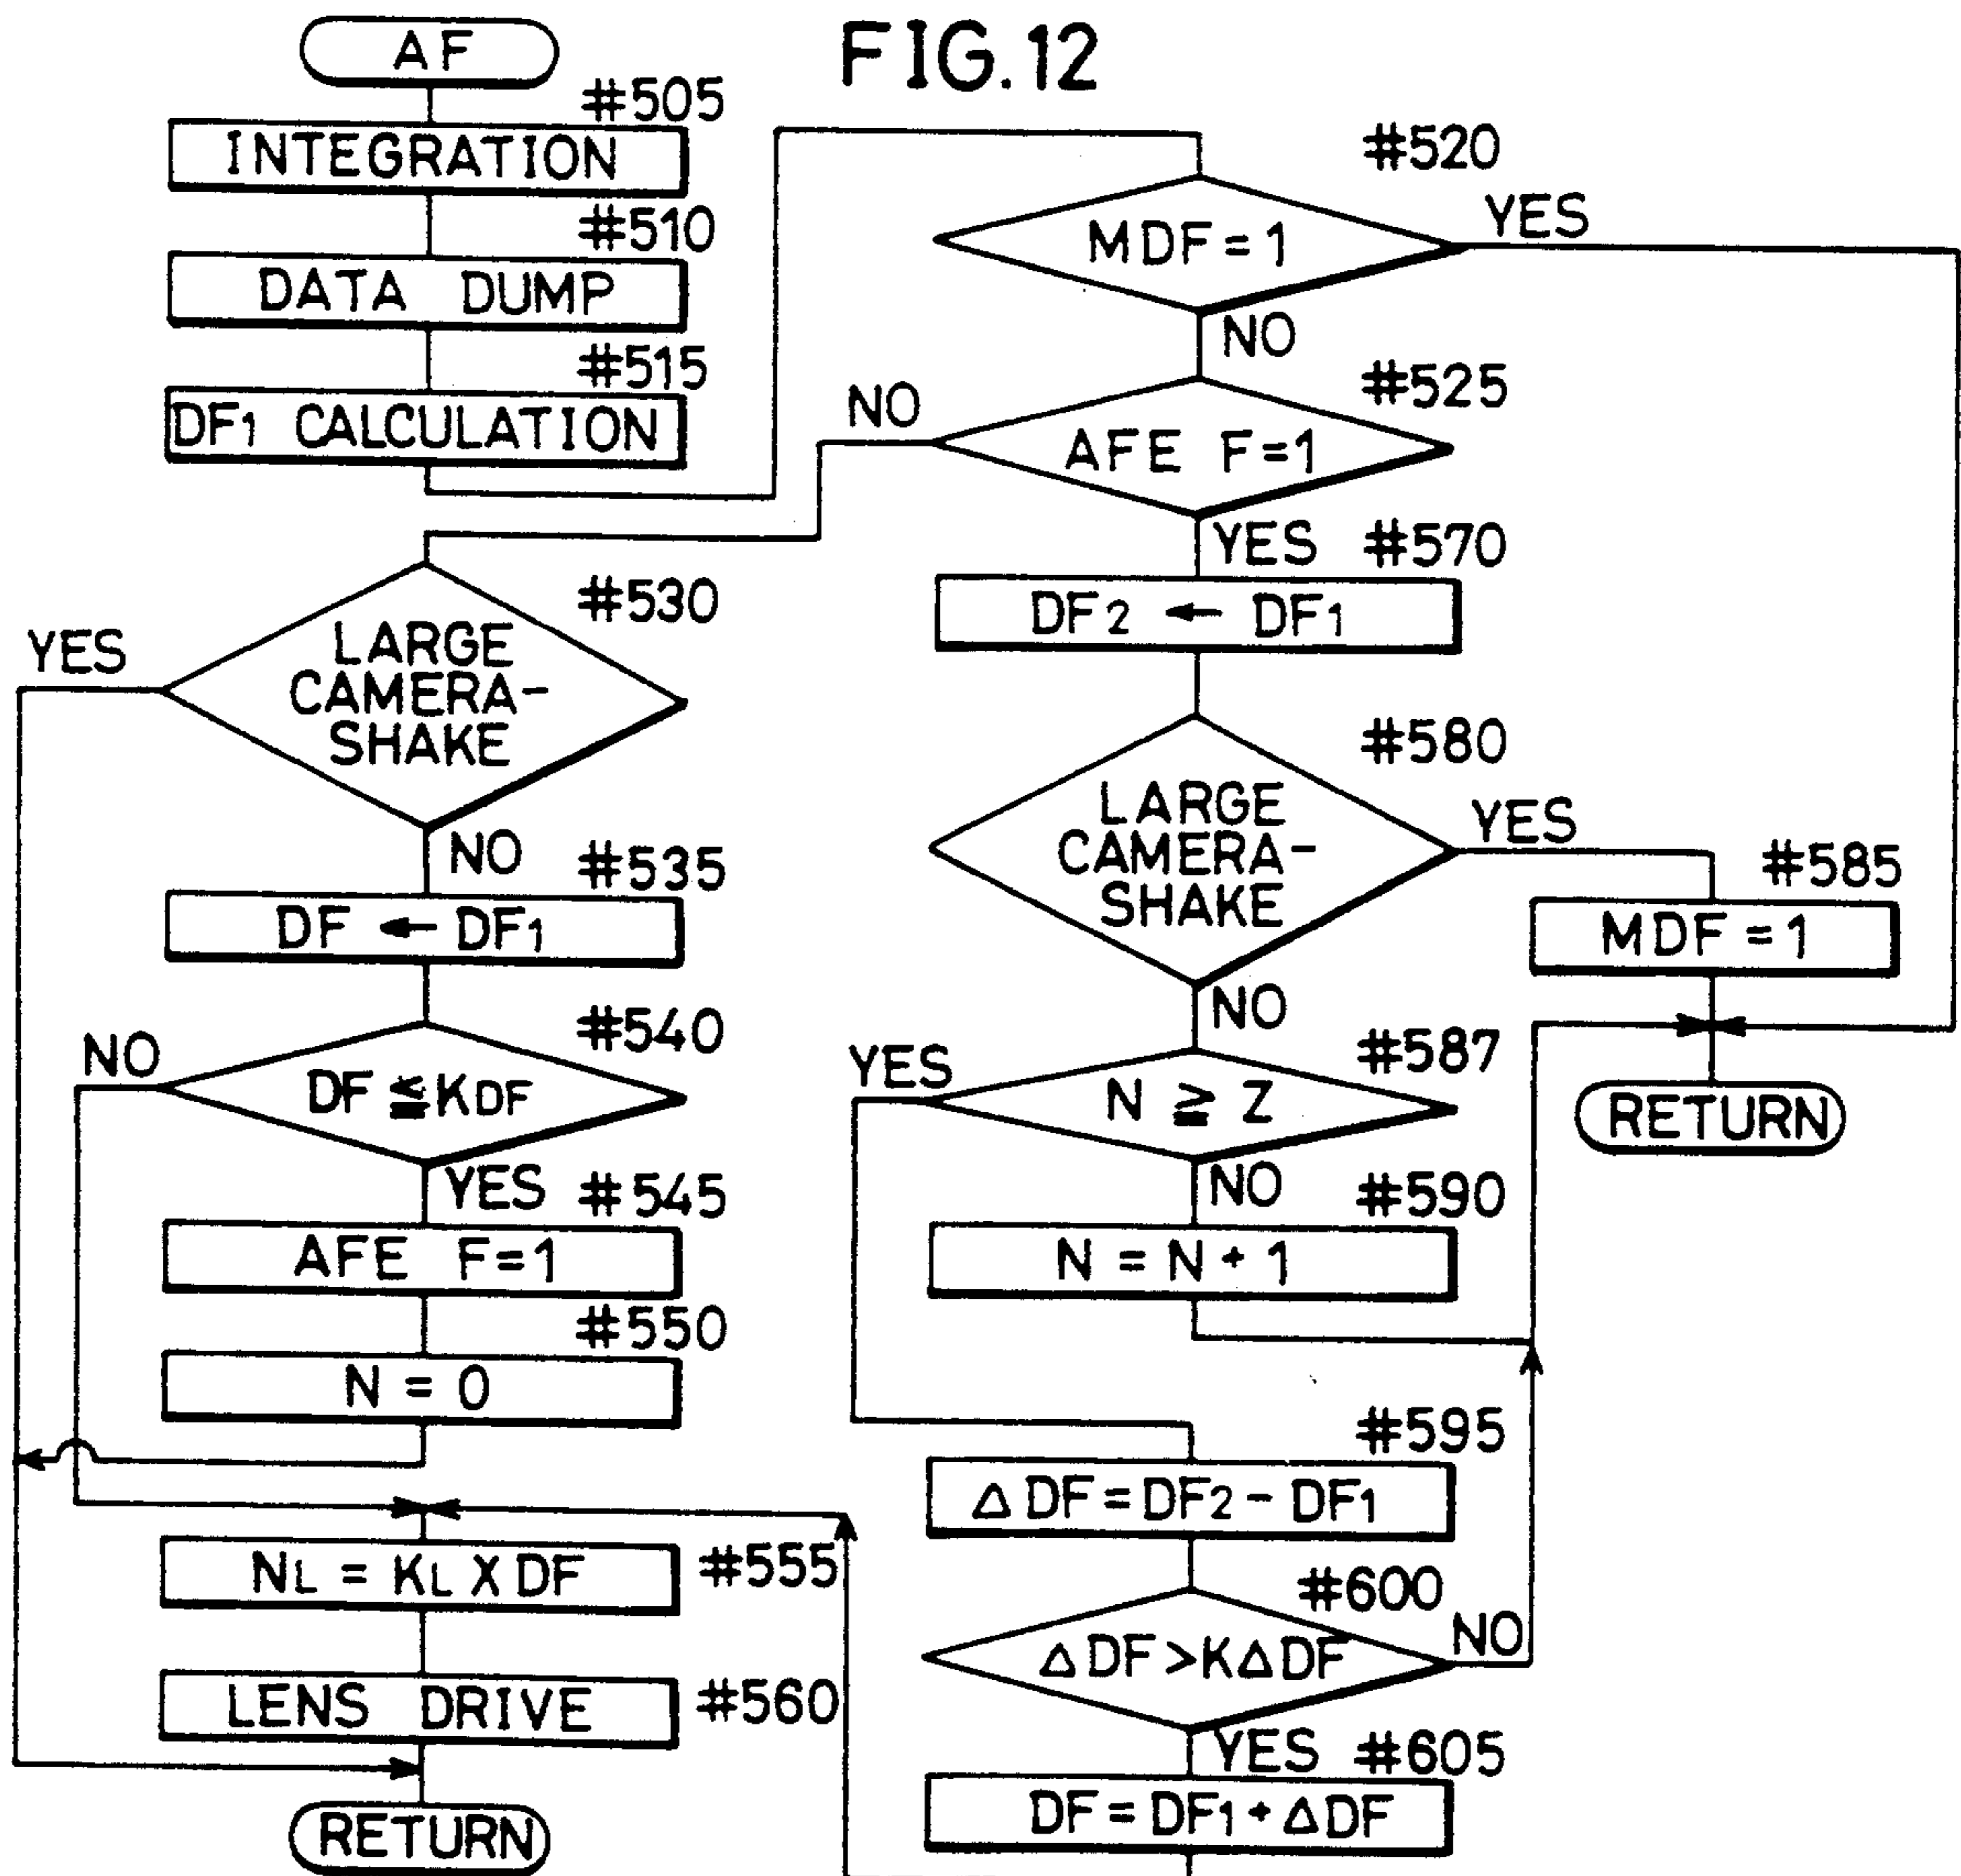 FIG.12
AF
#505
INTEGRATION
#510
DATA DUMP
#515
DF1 CALCULATION
#520
MDF=1
YES
NO
#525
AFE F=1
NO
YES
#530
LARGE
CAMERA-
SHAKE
YES
NO
#535
DF ← DF1
#540
DF ≦ KDF
NO
YES
#545
AFE F=1
#550
N = 0
NL = KL X DF
#555
LENS DRIVE
#560
RETURN
#570
DF2 ← DF1
#580
LARGE
CAMERA-
SHAKE
YES
#585
MDF = 1
RETURN
NO
#587
N ≧ Z
YES
NO
#590
N = N + 1
#595
Δ DF = DF2 - DF1
#600
Δ DF > KΔDF
NO
YES
#605
DF = DF1 + ΔDF